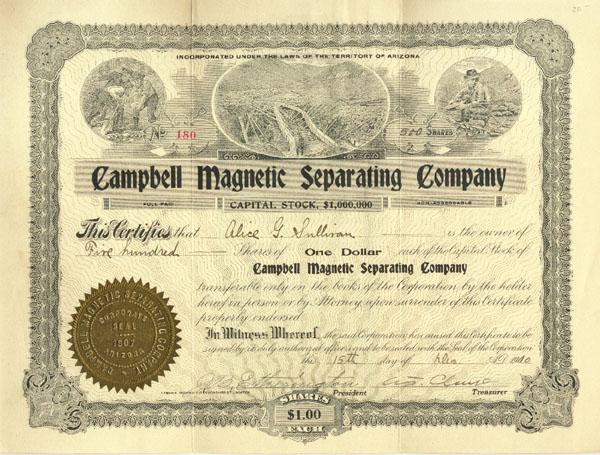 INCORPORATED UNDER THE LAWS OF THE TERRITORY OF ARIZONA
No 180
500 SHARES
Campbell Magnetic Separating Company
FULL PAID CAPITAL STOCK, $1,000,000 NON-ASSESSABLE
This Certifies that Alice G. Sullivan is the owner of
Five hundred Shares of One Dollar each of the Capital Stock of
Campbell Magnetic Separating Company
transferable only on the books of the Corporation by the holder
hereof in person or by Attorney upon surrender of this Certificate
properly endorsed.
In Witness Whereof, the said Corporation has caused this Certificate to be
signed by its duly authorized officers and to be sealed with the Seal of the Corporation
this 15th day of Dec A.D. 1910
President Treasurer
CAMPBELL MAGNETIC SEPARATING COMPANY
CORPORATE
SEAL
1907
ARIZONA
SHARES
$1.00
EACH